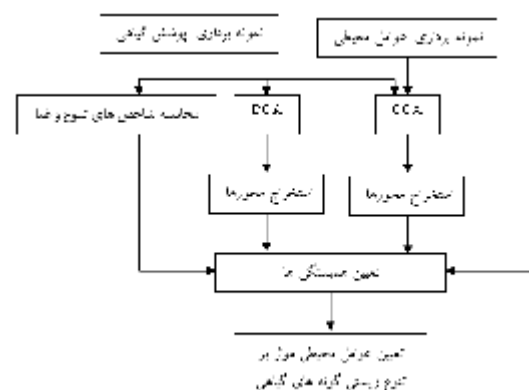 نمونه برداری عوامل محیطی
نمونه برداری پوشش گیاهی
CCA
DCA
محاسبه شاخص های تنوع و غنا
استخراج محورها
استخراج محورها
تعیین همبستگی ها
تعیین عوامل محیطی موثر بر
تنوع زیستی گونه های گیاهی